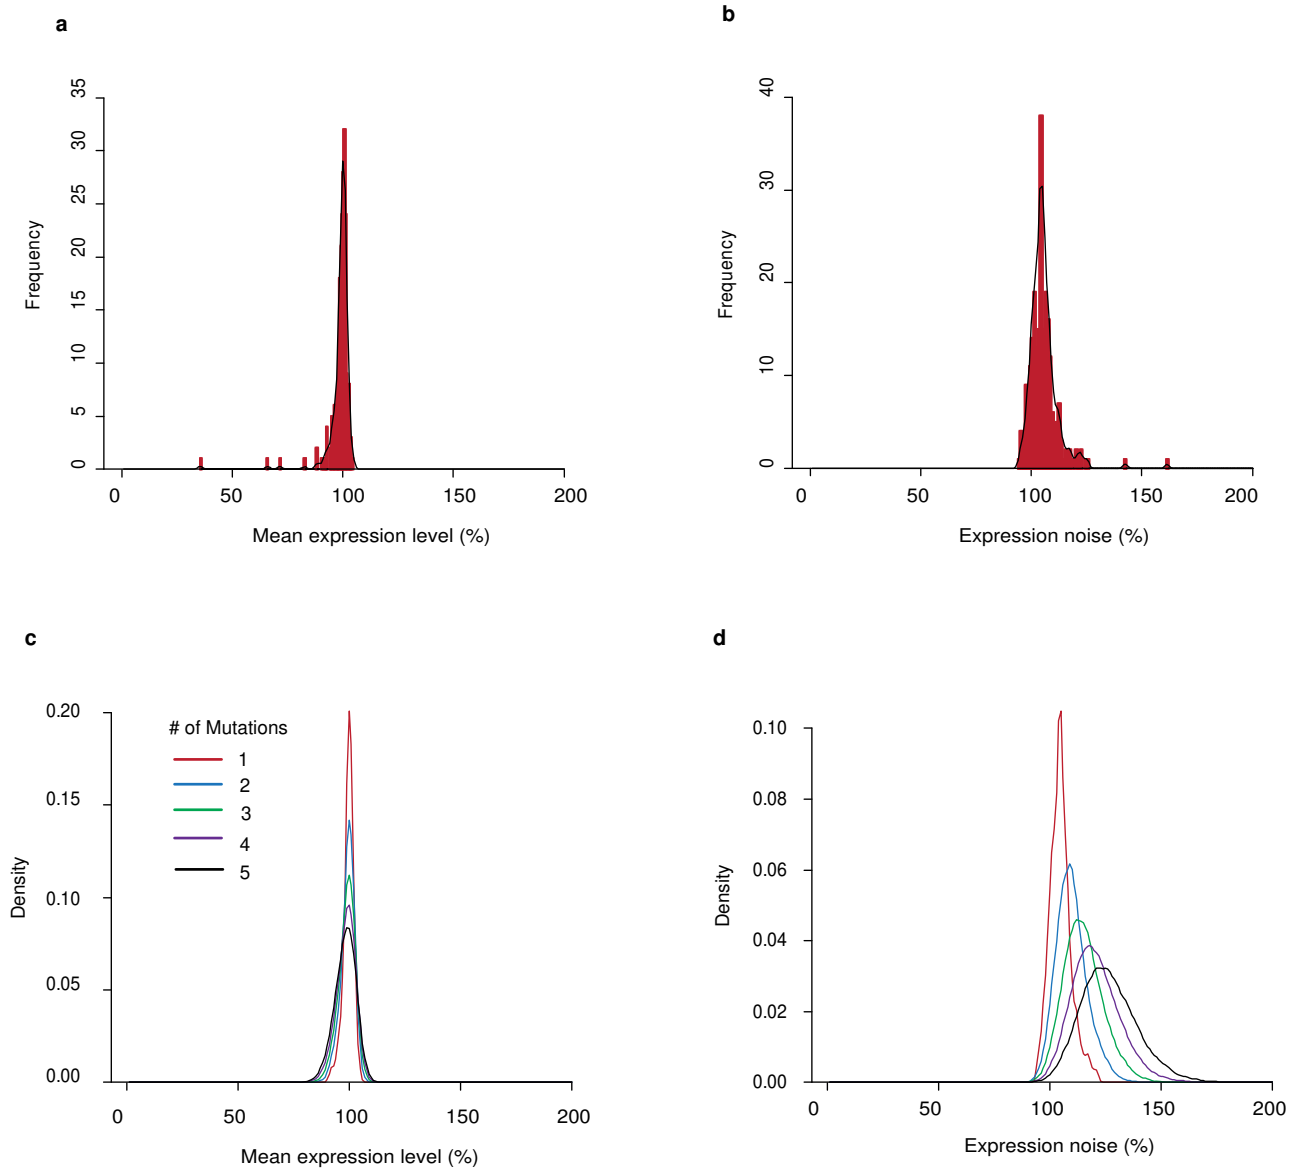 a
35
30
25
20
15
10
5
0
Frequency
0 50 100 150 200
Mean expression level (%)
b
40
30
20
10
0
Frequency
0 50 100 150 200
Expression noise (%)
c
0.20
0.15
0.10
0.05
0.00
Density
# of Mutations
1
2
3
4
5
0 50 100 150 200
Mean expression level (%)
d
0.10
0.08
0.06
0.04
0.02
0.00
Density
0 50 100 150 200
Expression noise (%)